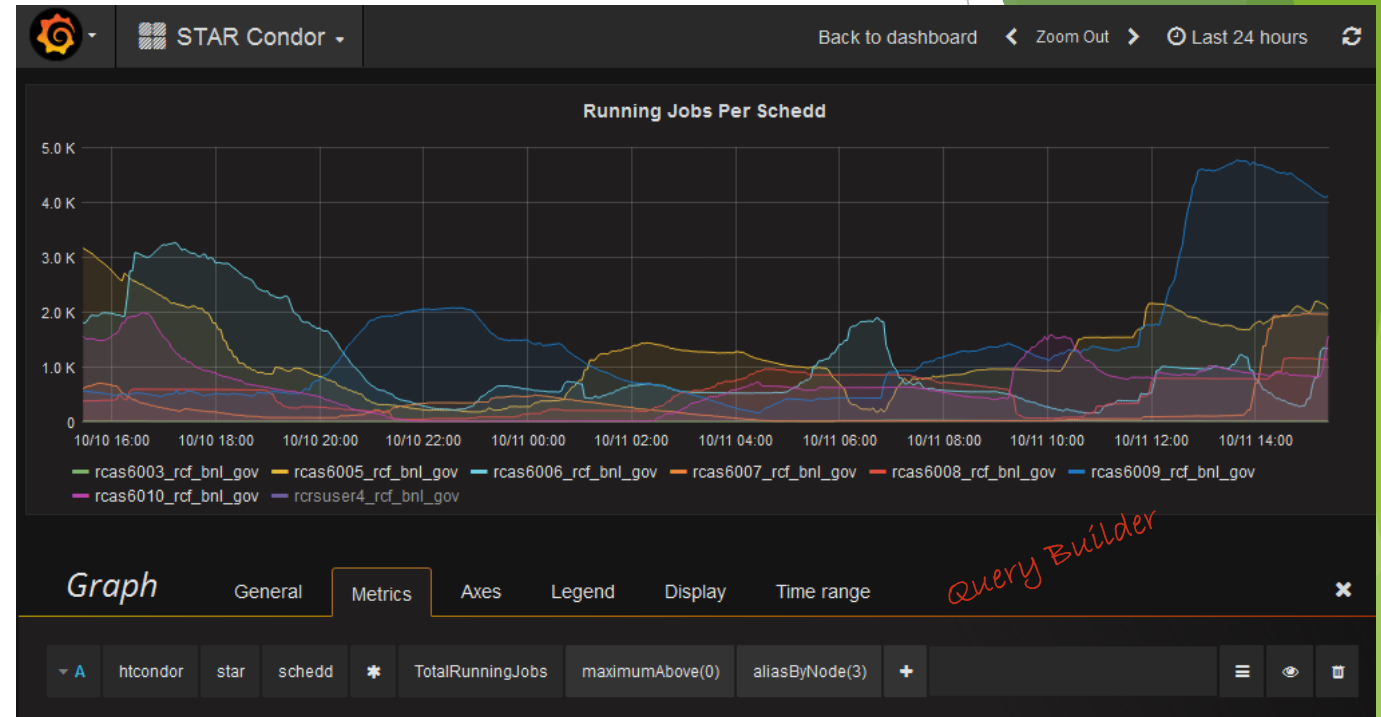 STAR Condor
Back to dashboard Zoom Out Last 24 hours
Running Jobs Per Schedd
5.0 K
4.0 K
3.0 K
2.0 K
1.0 K
0
10/10 16:00 10/10 18:00 10/10 20:00 10/10 22:00 10/11 00:00 10/11 02:00 10/11 04:00 10/11 06:00 10/11 08:00 10/11 10:00 10/11 12:00 10/11 14:00
rcas6003_rcf_bnl_gov rcas6005_rcf_bnl_gov rcas6006_rcf_bnl_gov rcas6007_rcf_bnl_gov rcas6008_rcf_bnl_gov rcas6009_rcf_bnl_gov
rcas6010_rcf_bnl_gov rcrsuser4_rcf_bnl_gov
Query Builder
Graph General Metrics Axes Legend Display Time range
A htcondor star schedd * TotalRunningJobs maximumAbove(0) aliasByNode(3) +